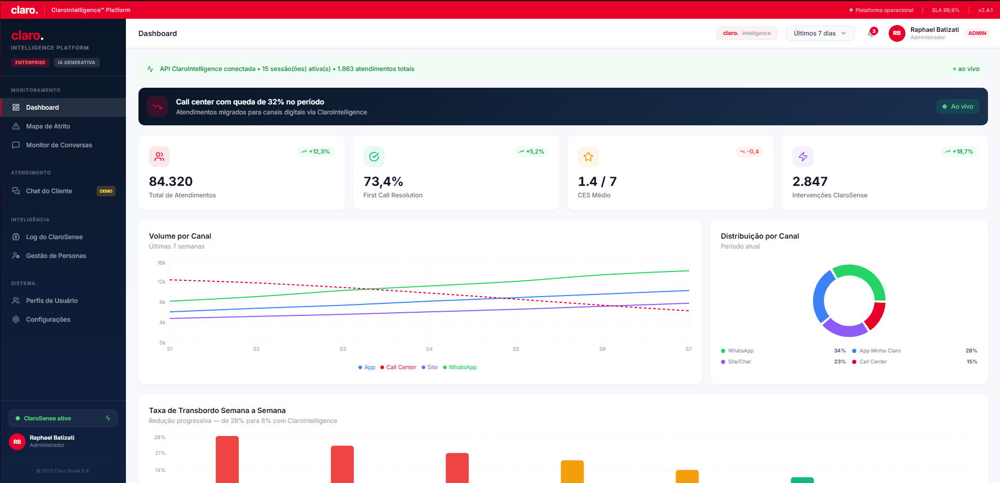 claro. ClaroIntelligence™ Platform
Plataforma operacional | SLA 99,9% | v2.4.1
claro.
INTELLIGENCE PLATFORM
ENTERPRISE IA GENERATIVA
MONITORAMENTO
Dashboard
Mapa de Atrito
Monitor de Conversas
ATENDIMENTO
Chat do Cliente DEMO
INTELIGÊNCIA
Log do ClaroSense
Gestão de Personas
SISTEMA
Perfis de Usuário
Configurações
ClaroSense ativo
RB Raphael Batizati
Administrador
© 2025 Claro Brasil S.A.
Dashboard
claro. intelligence
Últimos 7 dias
3
RB Raphael Batizati
Administrador
ADMIN
API ClaroIntelligence conectada • 15 sessão(ões) ativa(s) • 1.863 atendimentos totais
ao vivo
Call center com queda de 32% no período
Atendimentos migrados para canais digitais via ClaroIntelligence
Ao vivo
+12,3%
84.320
Total de Atendimentos
+5,2%
73,4%
First Call Resolution
-0,4
1.4 / 7
CES Médio
+18,7%
2.847
Intervenções ClaroSense
Volume por Canal
Últimas 7 semanas
16k
12k
8k
4k
0k
S1 S2 S3 S4 S5 S6 S7
App Call Center Site WhatsApp
Distribuição por Canal
Período atual
WhatsApp 34% App Minha Claro 28%
Site/Chat 23% Call Center 15%
Taxa de Transbordo Semana a Semana
Redução progressiva — de 28% para 8% com ClaroIntelligence
28%
21%
14%